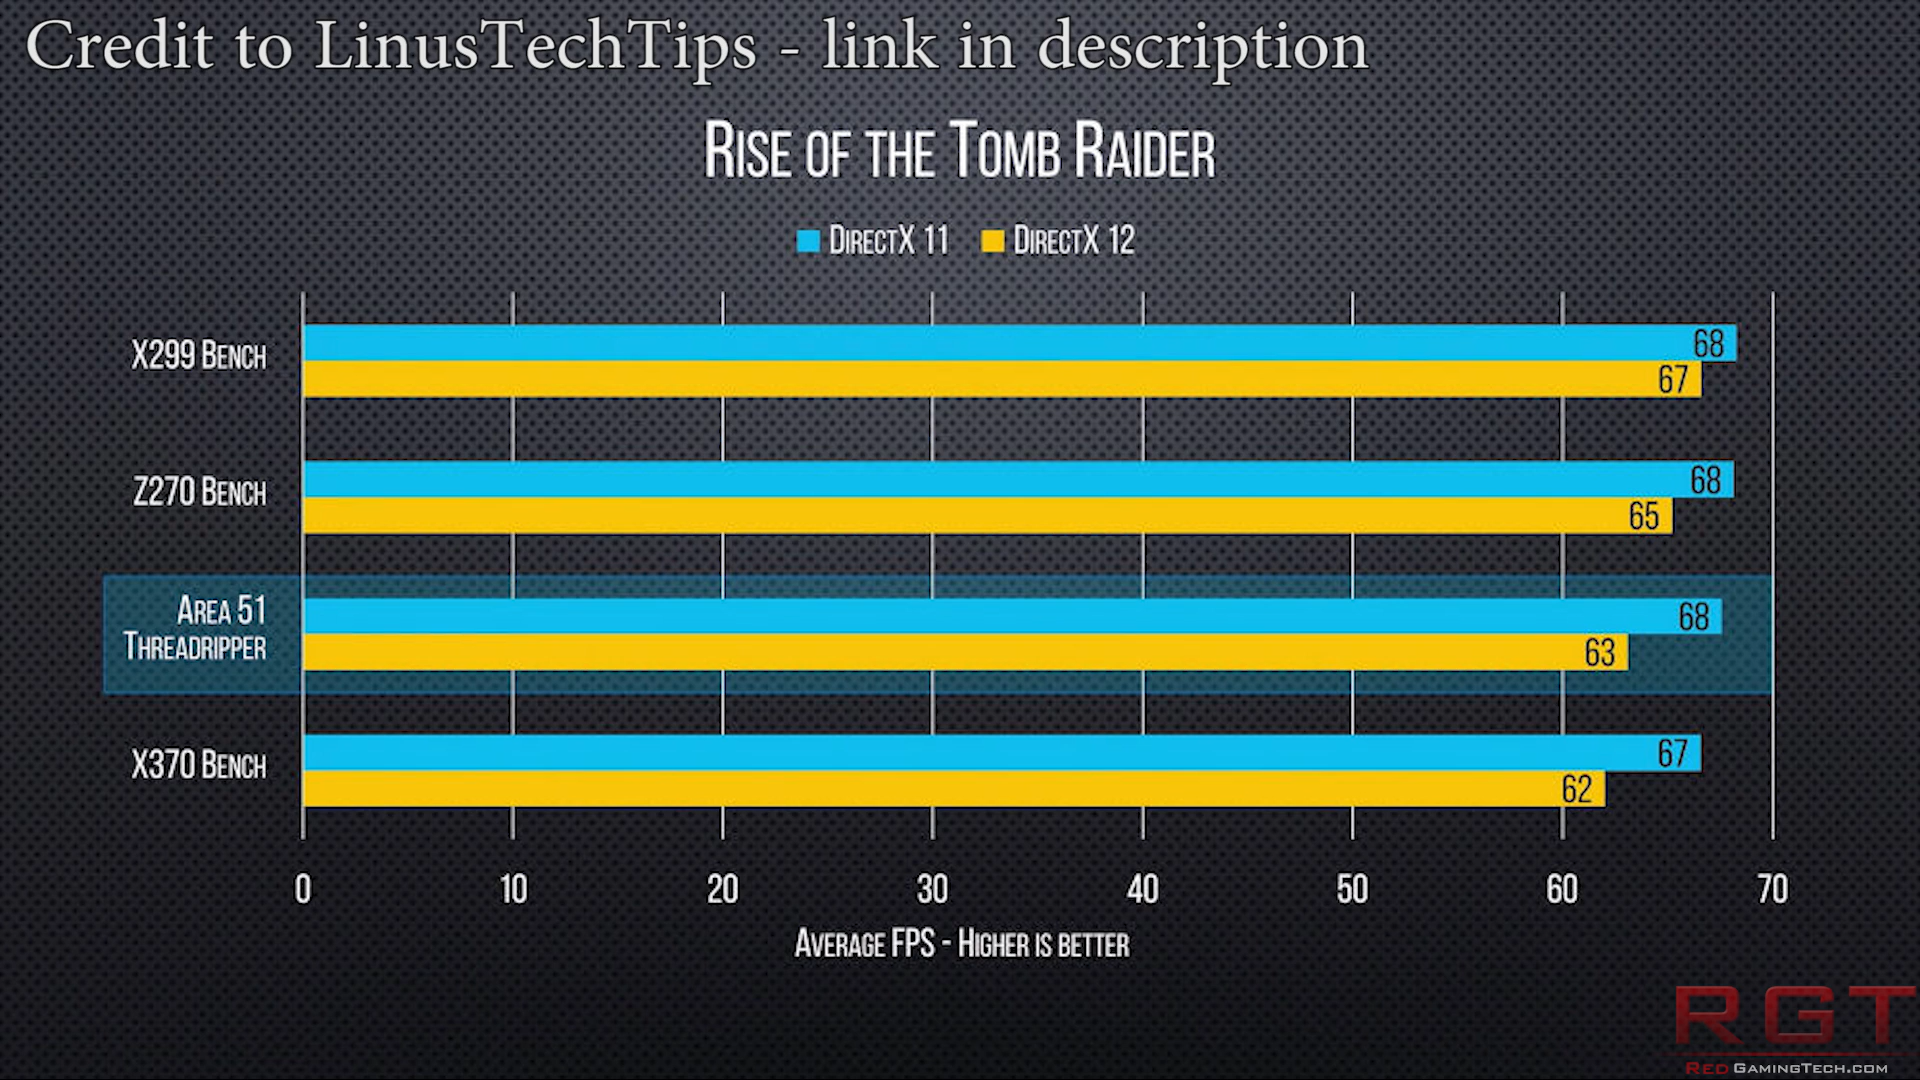 Credit to LinusTechTips - link in description
Rise of the Tomb Raider
DirectX 11 DirectX 12
X299 Bench
68
67
Z270 Bench
68
65
Area 51
Threadripper
68
63
X370 Bench
67
62
0 10 20 30 40 50 60 70
Average FPS - Higher is better
RGT
RedGamingTech.com